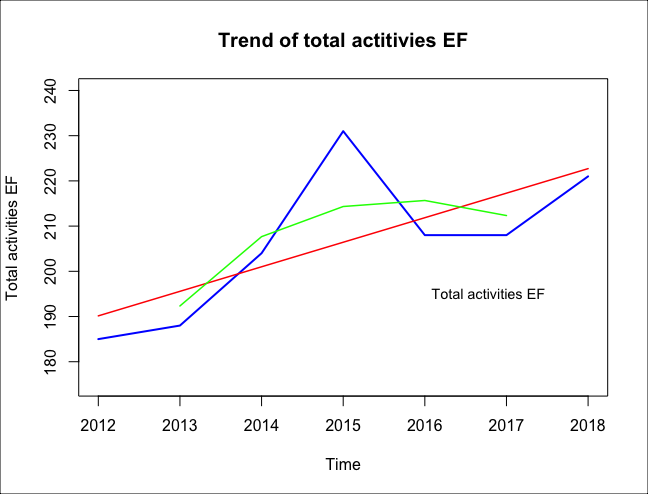 Trend of total actitivies EF
Total activities EF
240
230
220
210
200
190
180
Total activities EF
2012 2013 2014 2015 2016 2017 2018
Time